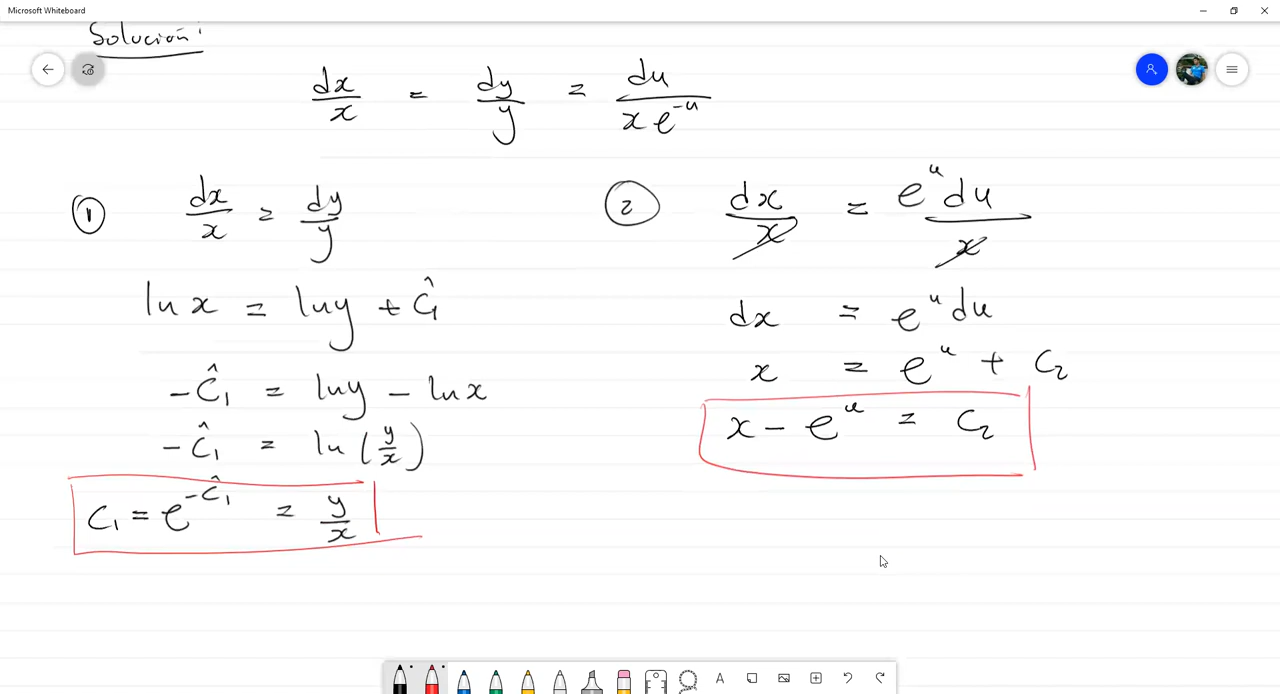 Microsoft Whiteboard
Solución:
dx/x = dy/y = du/(x e^{-u})
① dx/x = dy/y
ln x = ln y + Ĉ₁
-Ĉ₁ = ln y - ln x
-Ĉ₁ = ln (y/x)
C₁ = e^{-Ĉ₁} = y/x
② dx/x = e^u du/x
dx = e^u du
x = e^u + C₂
x - e^u = C₂
A